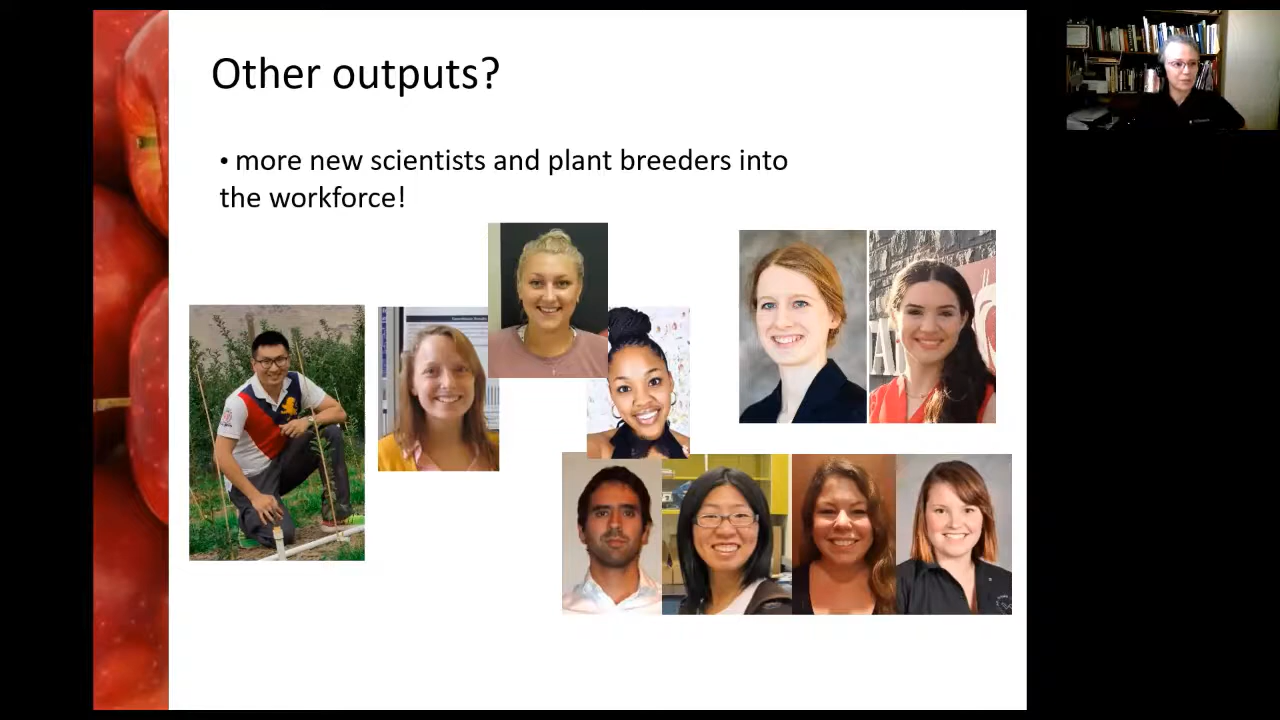 Other outputs?
• more new scientists and plant breeders into
the workforce!